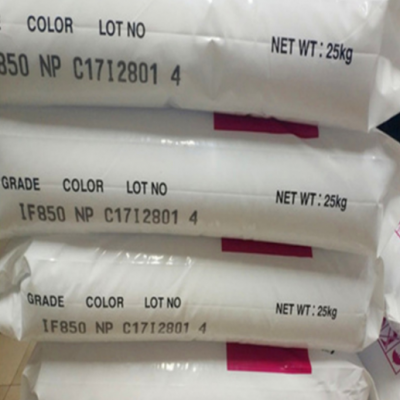 COLOR LOT NO
NET WT : 25kg
850 NP C17I2801 4
GRADE COLOR LOT NO
NET WT : 25kg
IF850 NP C17I2801 4
GRADE COLOR LOT NO
NET WT : 25kg
IF850 NP C17I2801 4